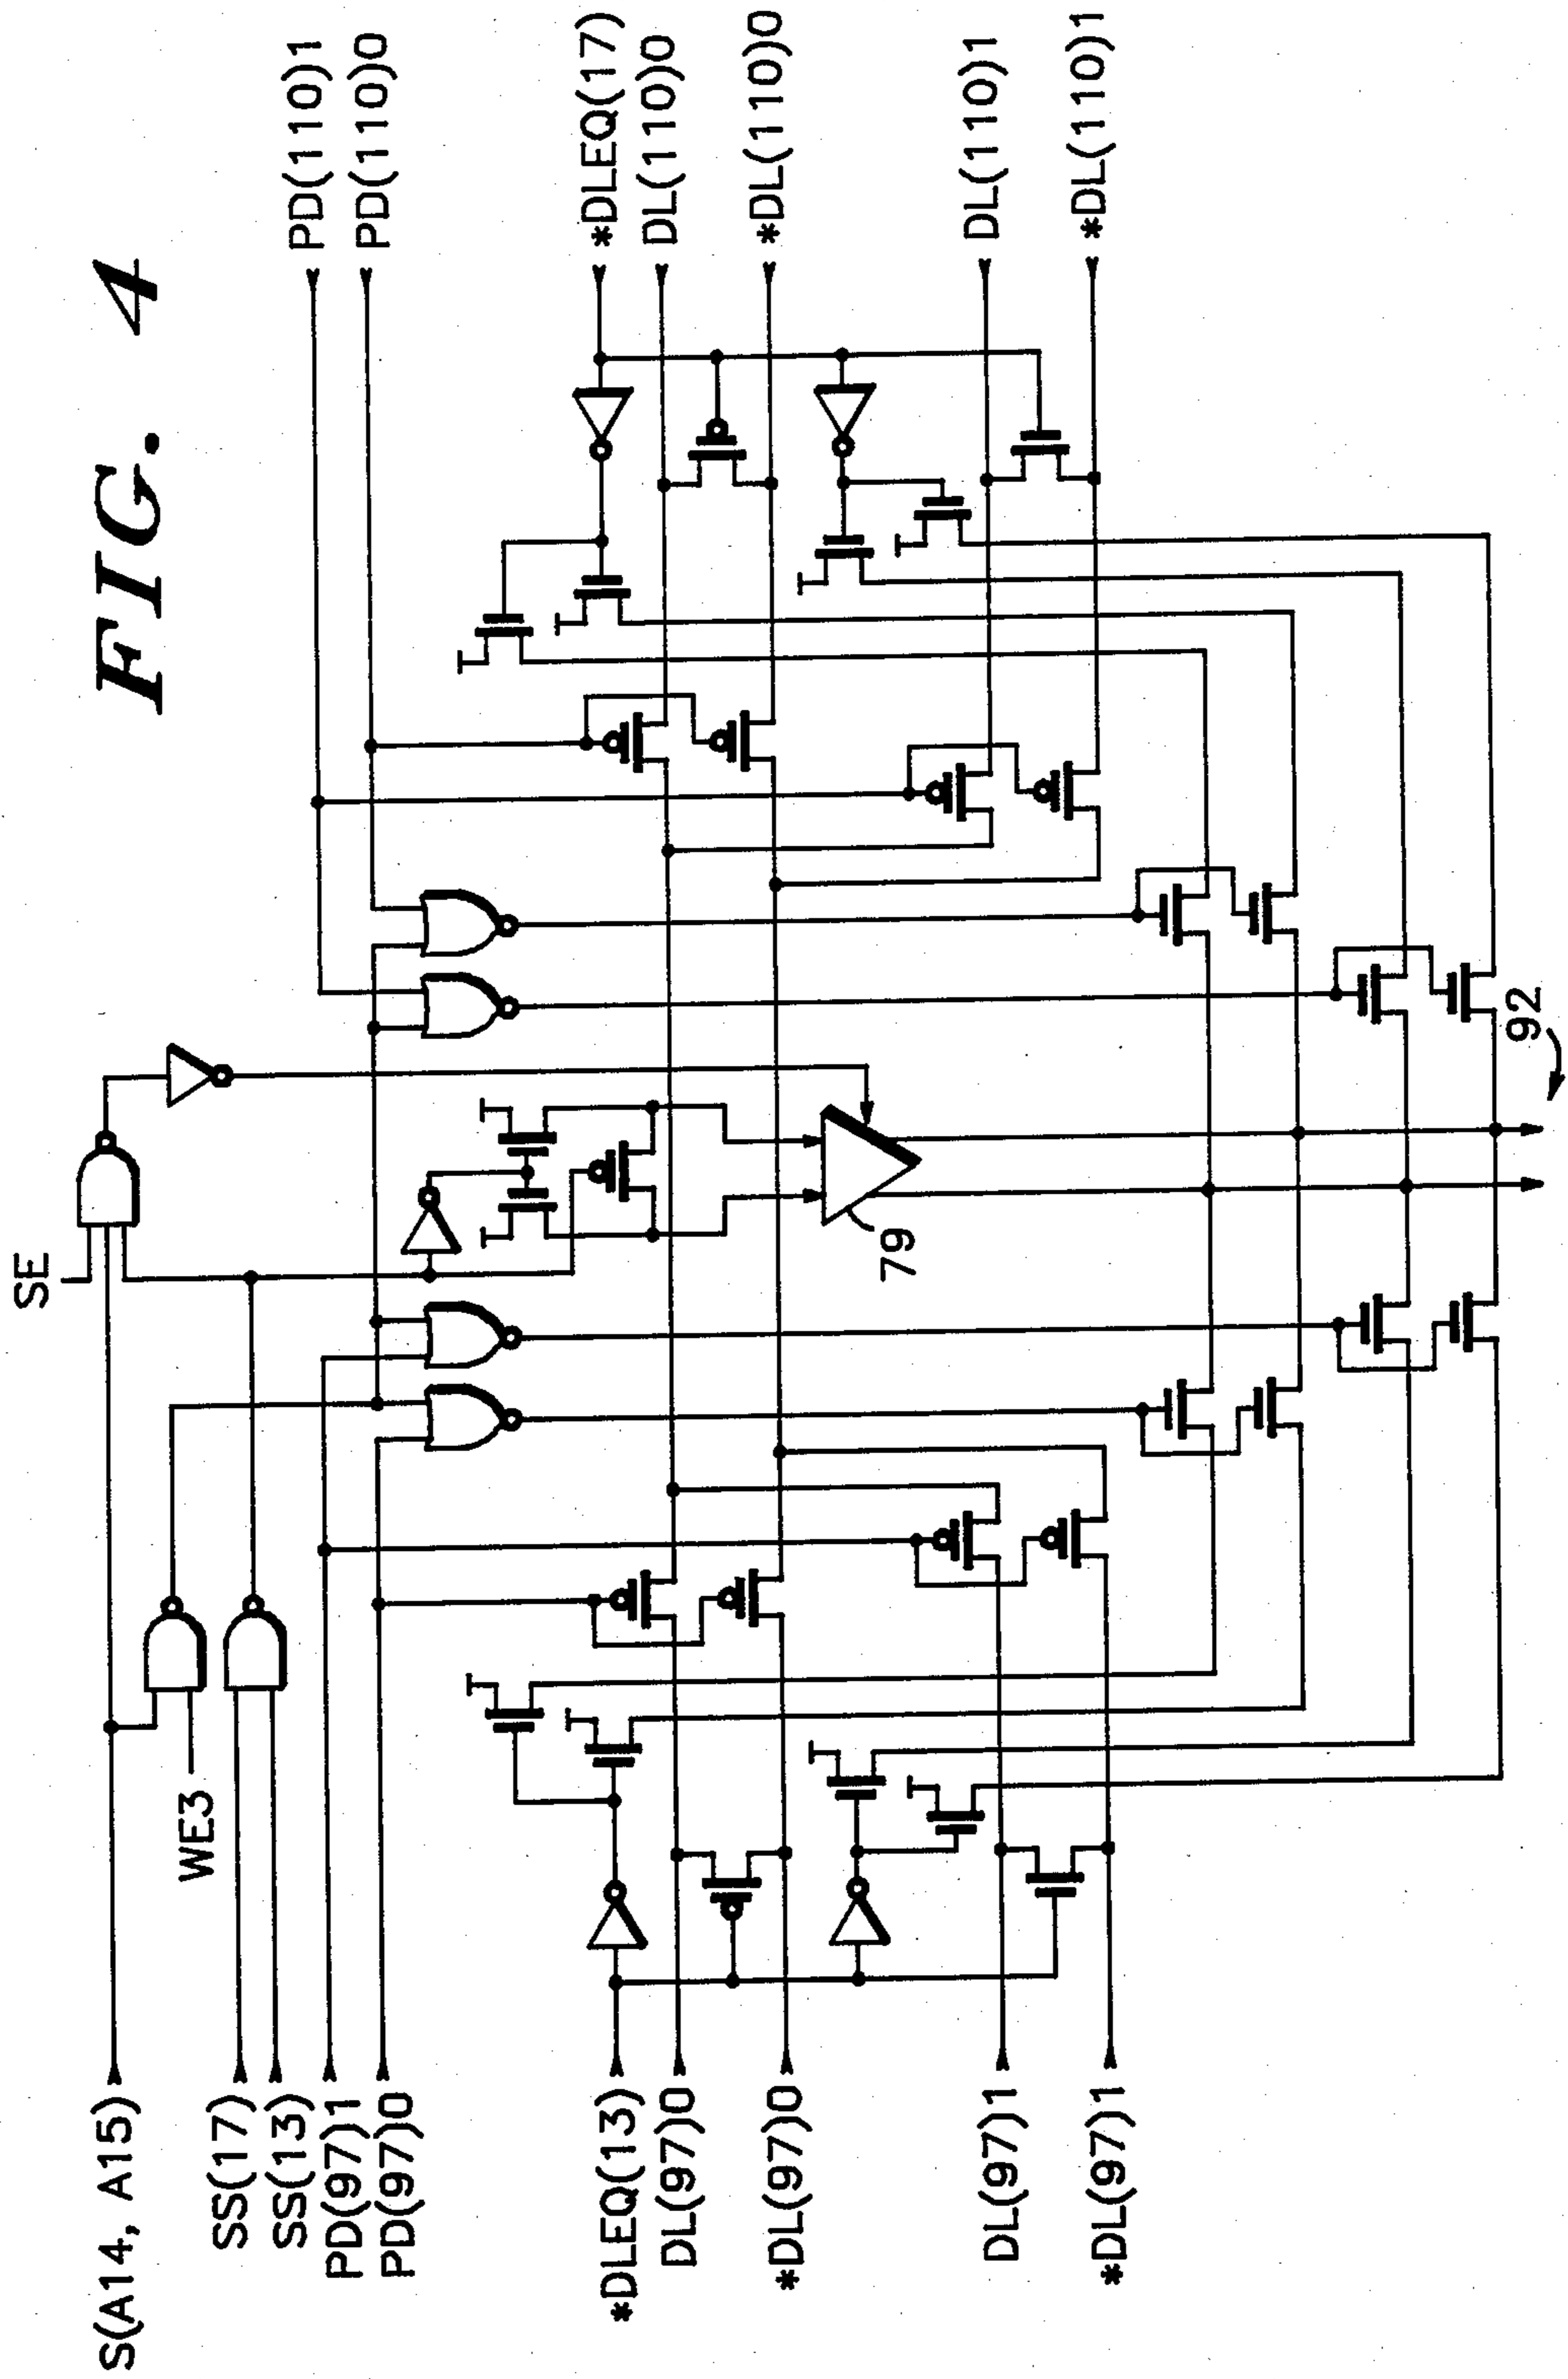 FIG. 4
SE
S(A14, A15)
WE3
SS(17)
SS(13)
PD(97)1
PD(97)0
*DLEQ(13)
DL(97)0
*DL(97)0
DL(97)1
*DL(97)1
PD(110)1
PD(110)0
*DLEQ(17)
DL(110)0
*DL(110)0
DL(110)1
*DL(110)1
79
92